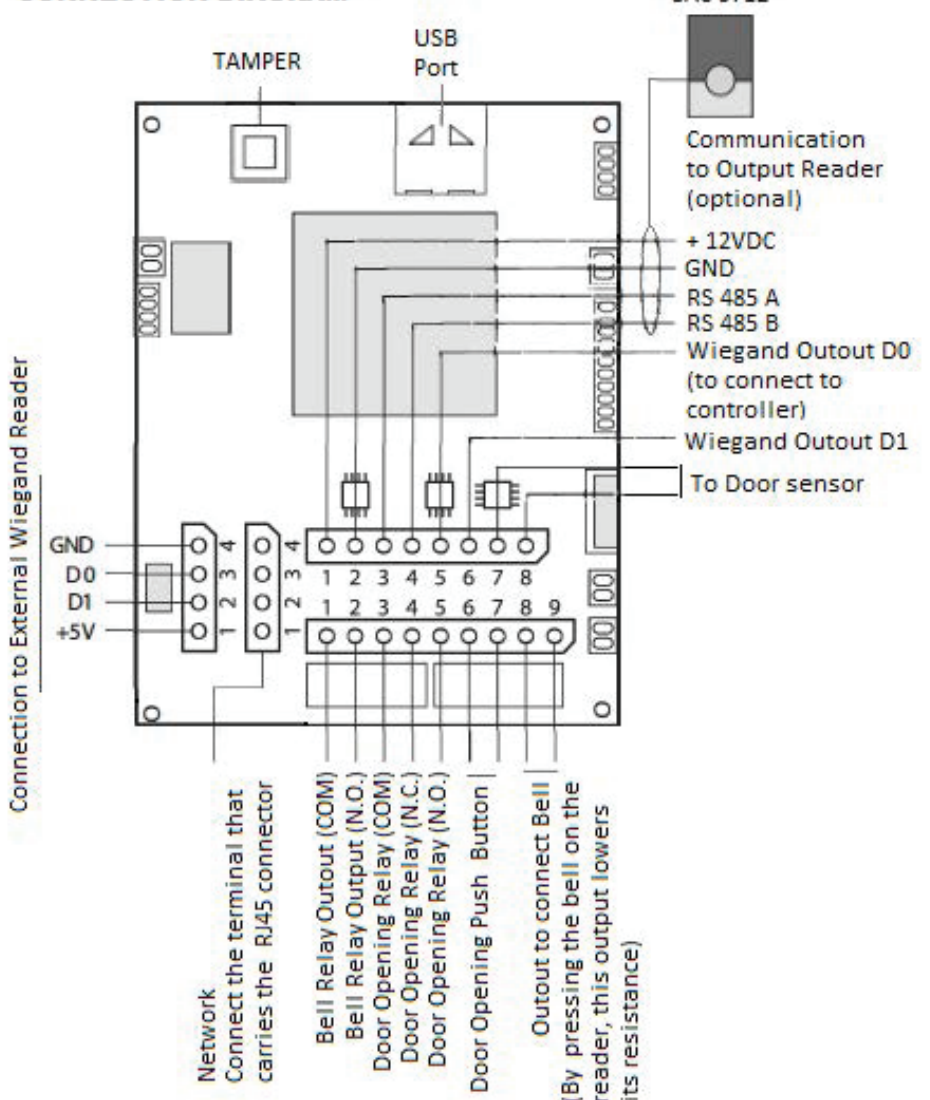 TAMPER
USB
Port
Communication
to Output Reader
(optional)
+ 12VDC
GND
RS 485 A
RS 485 B
Wiegand Outout D0
(to connect to
controller)
Wiegand Outout D1
To Door sensor
Connection to External Wiegand Reader
GND
D0
D1
+5V
4
3
2
1
4
3
2
1
1 2 3 4 5 6 7 8
1 2 3 4 5 6 7 8 9
Network
Connect the terminal that
carries the RJ45 connector
Bell Relay Outout (COM)
Bell Relay Output (N.O.)
Door Opening Relay (COM)
Door Opening Relay (N.C.)
Door Opening Relay (N.O.)
Door Opening Push Button
Outout to connect Bell
(By pressing the bell on the
reader, this output lowers
its resistance)